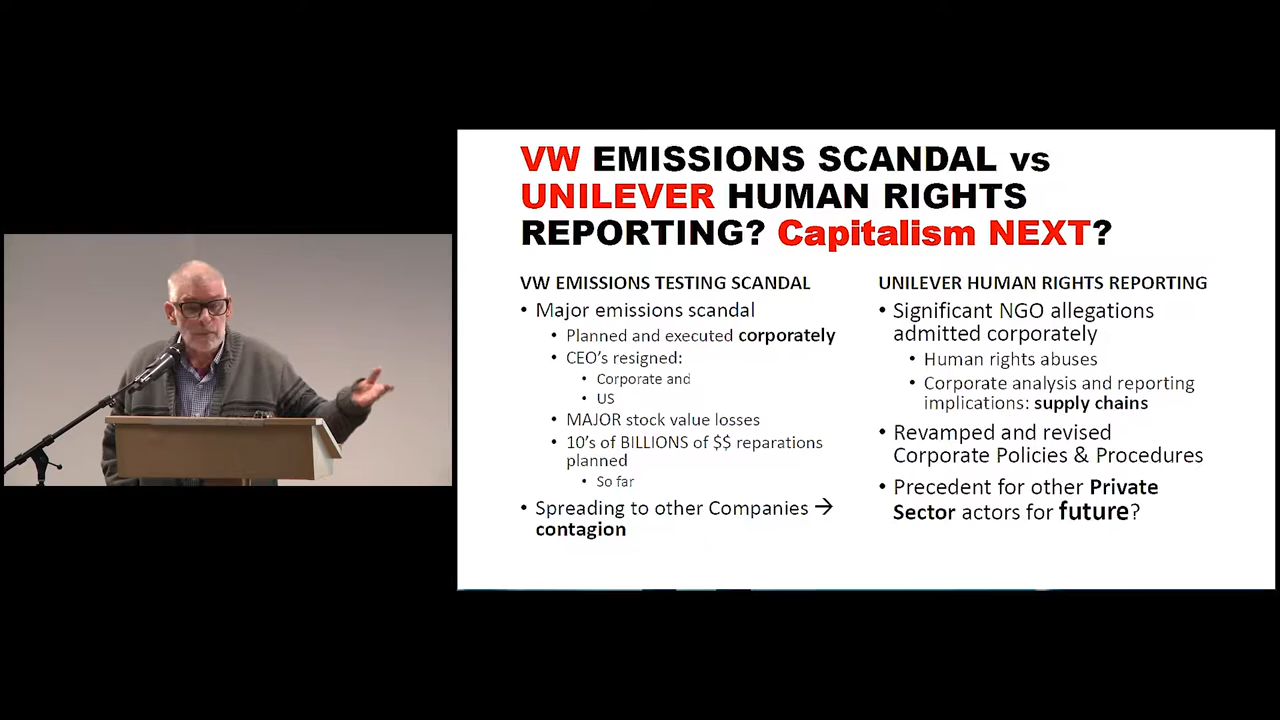 VW EMISSIONS SCANDAL vs
UNILEVER HUMAN RIGHTS
REPORTING? Capitalism NEXT?
VW EMISSIONS TESTING SCANDAL
• Major emissions scandal
• Planned and executed corporately
• CEO's resigned:
• Corporate and
• US
• MAJOR stock value losses
• 10's of BILLIONS of $$ reparations
planned
• So far
• Spreading to other Companies →
contagion
UNILEVER HUMAN RIGHTS REPORTING
• Significant NGO allegations
admitted corporately
• Human rights abuses
• Corporate analysis and reporting
implications: supply chains
• Revamped and revised
Corporate Policies & Procedures
• Precedent for other Private
Sector actors for future?